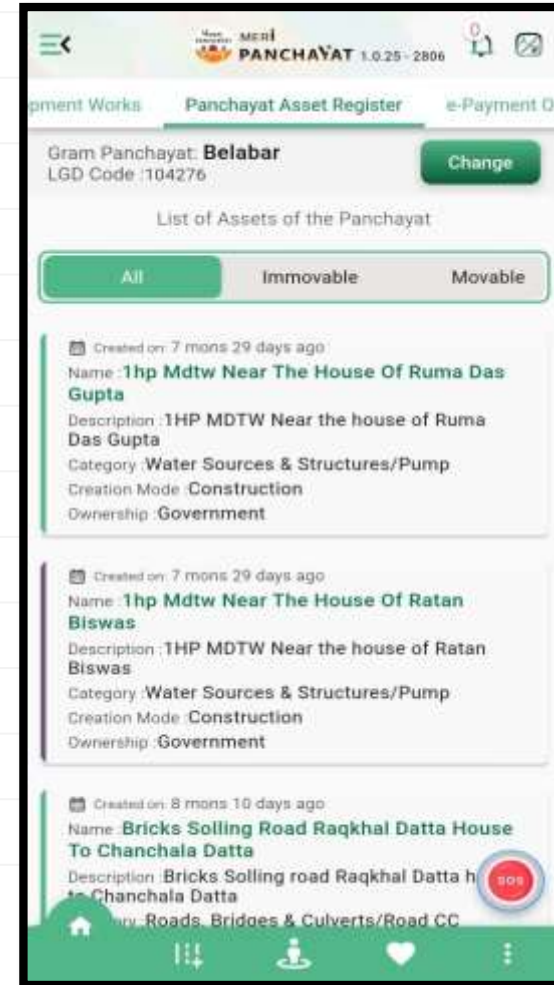 MERI
PANCHAYAT 1.0.25 - 2806
0
opment Works Panchayat Asset Register e-Payment O
Gram Panchayat: Belabar
LGD Code :104276
Change
List of Assets of the Panchayat
All Immovable Movable
Created on: 7 mons 29 days ago
Name :1hp Mdtw Near The House Of Ruma Das
Gupta
Description :1HP MDTW Near the house of Ruma
Das Gupta
Category :Water Sources & Structures/Pump
Creation Mode :Construction
Ownership :Government
Created on: 7 mons 29 days ago
Name :1hp Mdtw Near The House Of Ratan
Biswas
Description :1HP MDTW Near the house of Ratan
Biswas
Category :Water Sources & Structures/Pump
Creation Mode :Construction
Ownership :Government
Created on: 8 mons 10 days ago
Name :Bricks Solling Road Raqkhal Datta House
To Chanchala Datta
Description :Bricks Solling road Raqkhal Datta h
to Chanchala Datta
ory :Roads, Bridges & Culverts/Road CC
SOS